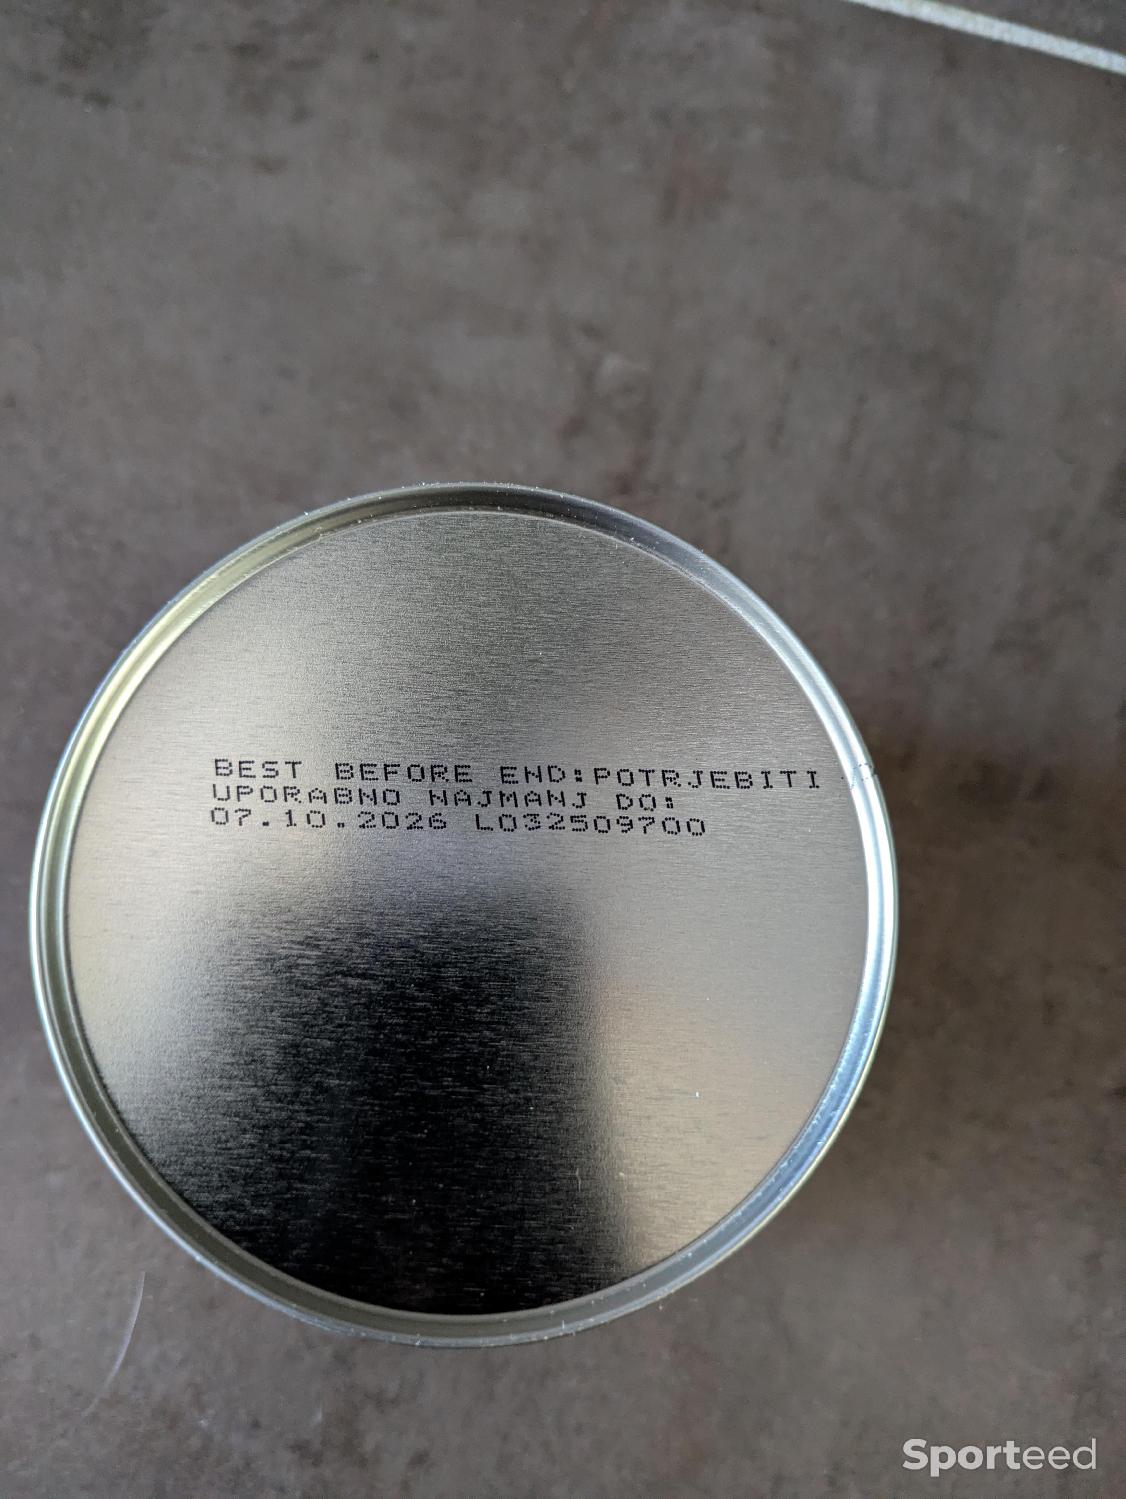 BEST BEFORE END:POTRJEBITI
UPORABNO NAJMANJ DO:
07.10.2026 L032509700
Sporteed